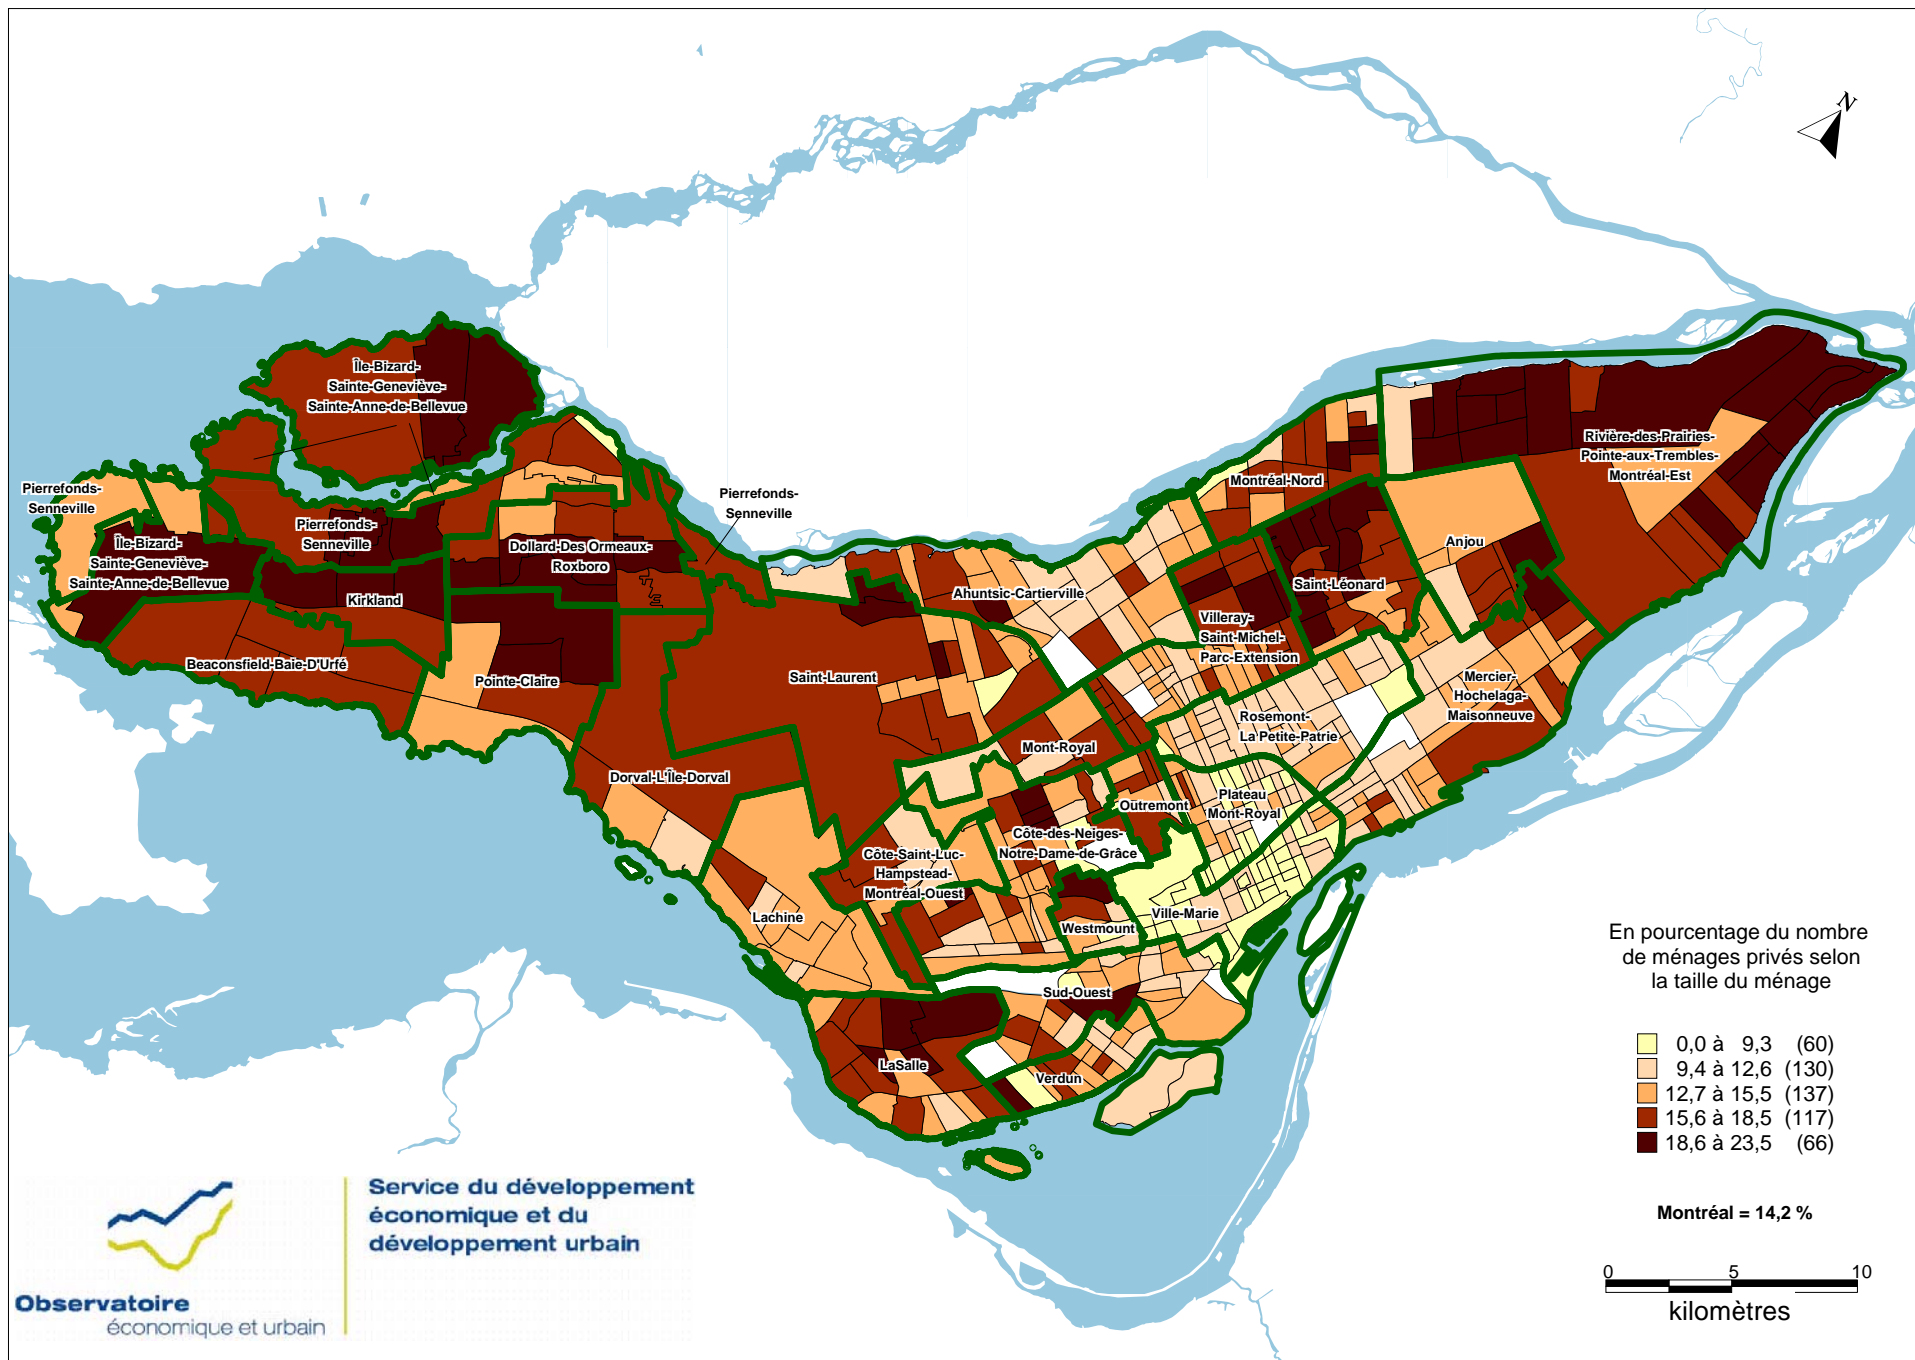 N
Île-Bizard-
Sainte-Geneviève-
Sainte-Anne-de-Bellevue
Pierrefonds-
Senneville
Pierrefonds-
Senneville
Pierrefonds-
Senneville
Île-Bizard-
Sainte-Geneviève-
Sainte-Anne-de-Bellevue
Dollard-Des Ormeaux-
Roxboro
Kirkland
Beaconsfield-Baie-D'Urfé
Pointe-Claire
Saint-Laurent
Dorval-L'Île-Dorval
Ahuntsic-Cartierville
Montréal-Nord
Rivière-des-Prairies-
Pointe-aux-Trembles-
Montréal-Est
Anjou
Saint-Léonard
Villeray-
Saint-Michel-
Parc-Extension
Mercier-
Hochelaga-
Maisonneuve
Rosemont-
La Petite-Patrie
Mont-Royal
Outremont
Plateau
Mont-Royal
Côte-des-Neiges-
Notre-Dame-de-Grâce
Côte-Saint-Luc-
Hampstead-
Montréal-Ouest
Lachine
Westmount
Ville-Marie
Sud-Ouest
LaSalle
Verdun
En pourcentage du nombre
de ménages privés selon
la taille du ménage
0,0 à 9,3 (60)
9,4 à 12,6 (130)
12,7 à 15,5 (137)
15,6 à 18,5 (117)
18,6 à 23,5 (66)
Montréal = 14,2 %
0 5 10
kilomètres
Service du développement
économique et du
développement urbain
Observatoire
économique et urbain